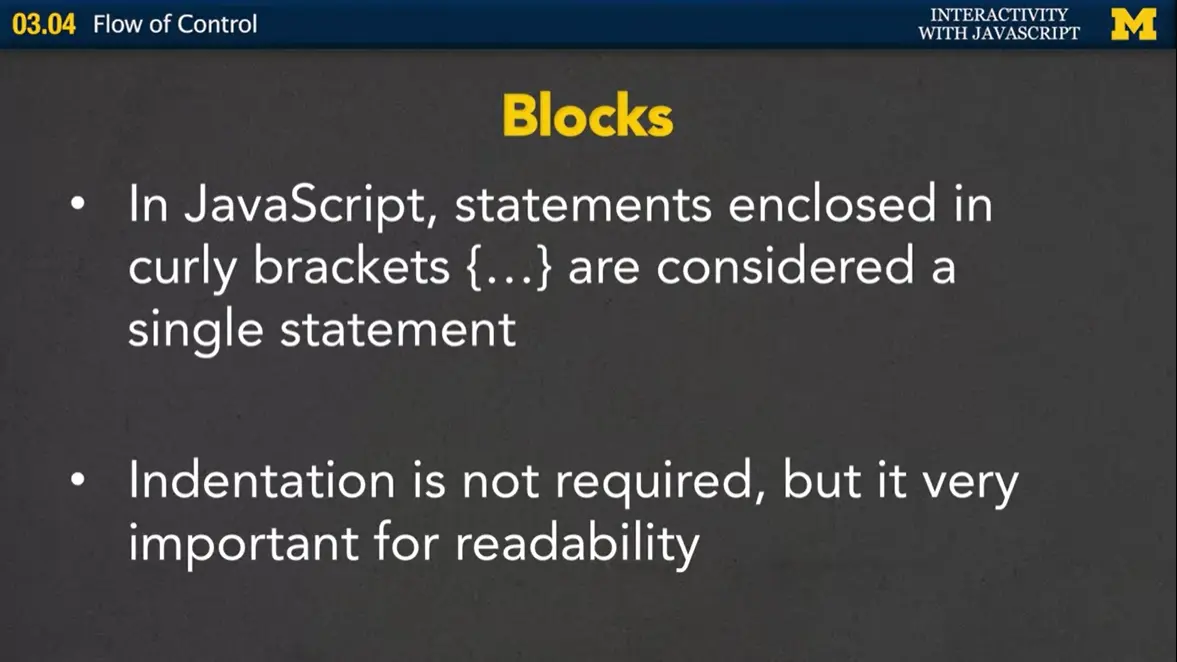 03.04 Flow of Control
INTERACTIVITY
WITH JAVASCRIPT
M
Blocks
• In JavaScript, statements enclosed in
curly brackets {...} are considered a
single statement
• Indentation is not required, but it very
important for readability